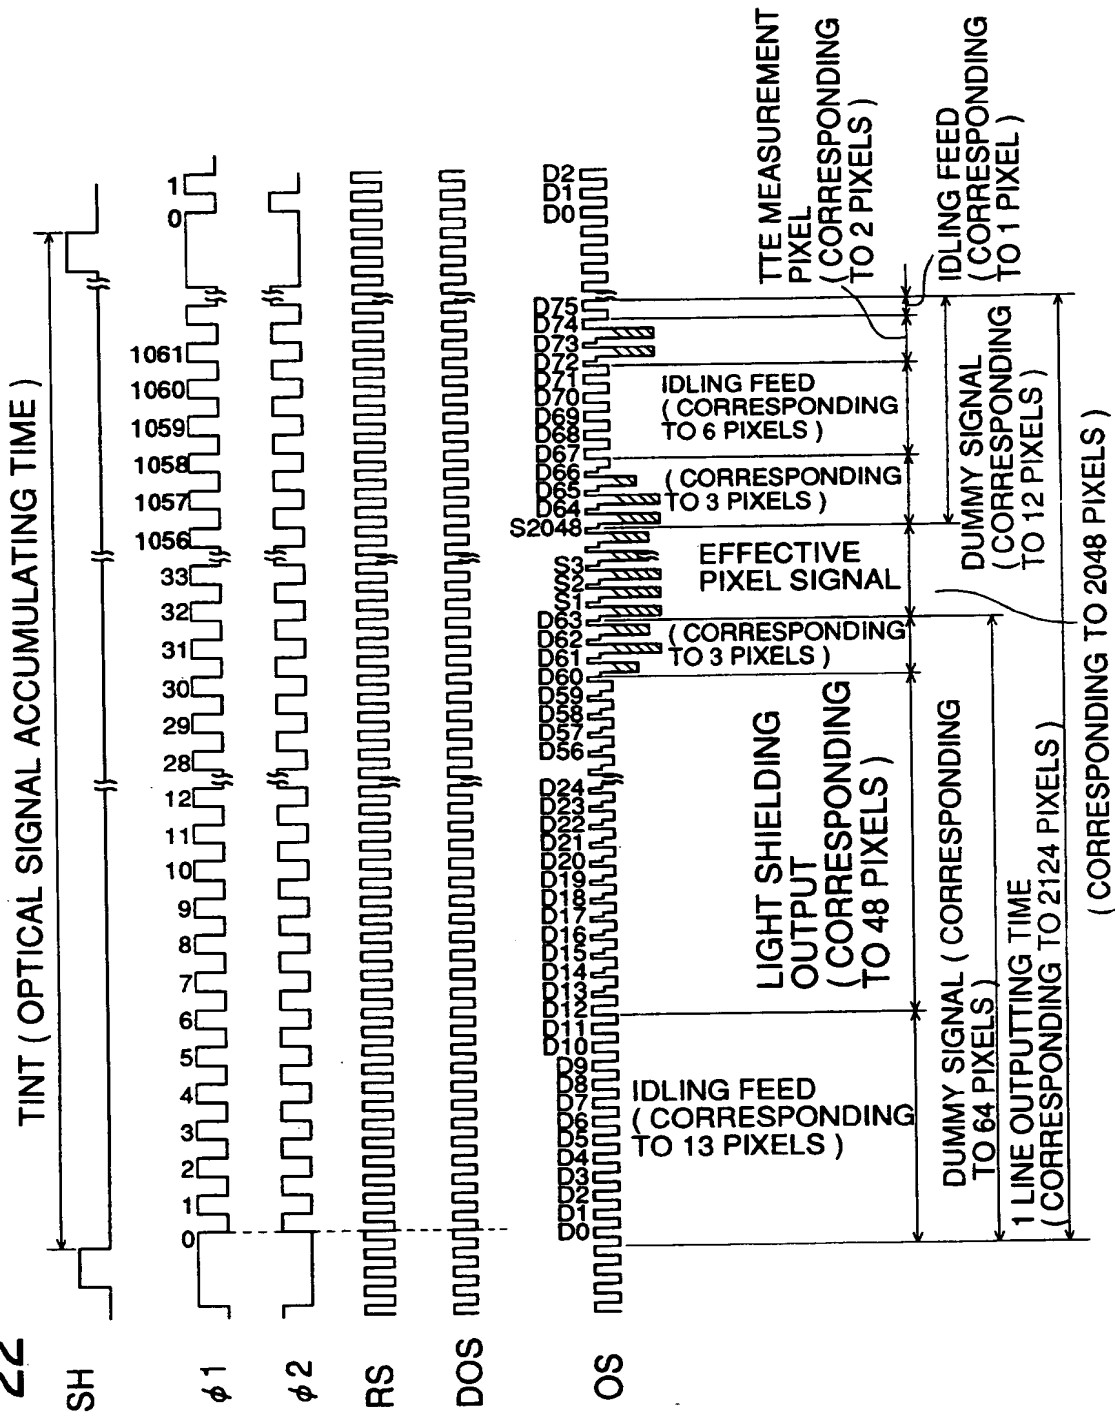 22
TINT ( OPTICAL SIGNAL ACCUMULATING TIME )
SH
φ 1
0 1 2 3 4 5 6 7 8 9 10 11 12 28 29 30 31 32 33 1056 1057 1058 1059 1060 1061 0 1
φ 2
RS
DOS
OS
D0 D1 D2 D3 D4 D5 D6 D7 D8 D9 D10 D11 D12 D13 D14 D15 D16 D17 D18 D19 D20 D21 D22 D23 D24 D56 D57 D58 D59 D60 D61 D62 D63 S1 S2 S3 S2048 D64 D65 D66 D67 D68 D69 D70 D71 D72 D73 D74 D75 D0 D1 D2
IDLING FEED
( CORRESPONDING
TO 13 PIXELS )
LIGHT SHIELDING
OUTPUT
(CORRESPONDING
TO 48 PIXELS )
( CORRESPONDING
TO 3 PIXELS )
EFFECTIVE
PIXEL SIGNAL
( CORRESPONDING
TO 3 PIXELS )
IDLING FEED
( CORRESPONDING
TO 6 PIXELS )
TTE MEASUREMENT
PIXEL
(CORRESPONDING
TO 2 PIXELS )
IDLING FEED
(CORRESPONDING
TO 1 PIXEL )
DUMMY SIGNAL ( CORRESPONDING
TO 64 PIXELS )
DUMMY SIGNAL
(CORRESPONDING
TO 12 PIXELS )
1 LINE OUTPUTTING TIME
( CORRESPONDING TO 2124 PIXELS )
( CORRESPONDING TO 2048 PIXELS )